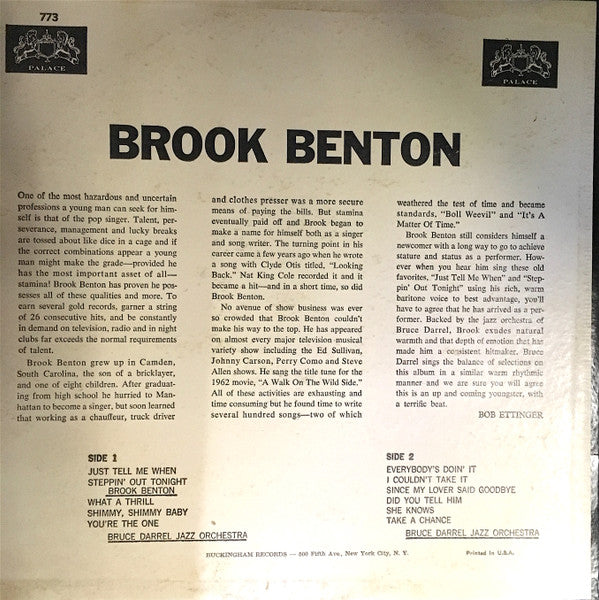 773
PALACE
PALACE
BROOK BENTON
One of the most hazardous and uncertain
professions a young man can seek for him-
self is that of the pop singer. Talent, per-
severance, management and lucky breaks
are tossed about like dice in a cage and if
the correct combinations appear a young
man might make the grade—provided he
has the most important asset of all—
stamina! Brook Benton has proven he pos-
sesses all of these qualities and more. To
earn several gold records, garner a string
of 26 consecutive hits, and be constantly
in demand on television, radio and in night
clubs far exceeds the normal requirements
of talent.
Brook Benton grew up in Camden,
South Carolina, the son of a bricklayer,
and one of eight children. After graduat-
ing from high school he hurried to Man-
hattan to become a singer, but soon learned
that working as a chauffeur, truck driver
and clothes presser was a more secure
means of paying the bills. But stamina
eventually paid off and Brook began to
make a name for himself both as a singer
and song writer. The turning point in his
career came a few years ago when he wrote
a song with Clyde Otis titled, "Looking
Back." Nat King Cole recorded it and it
became a hit—and in a short time, so did
Brook Benton.
No avenue of show business was ever
so crowded that Brook Benton couldn't
make his way to the top. He has appeared
on almost every major television musical
variety show including the Ed Sullivan,
Johnny Carson, Perry Como and Steve
Allen shows. He sang the title tune for the
1962 movie, "A Walk On The Wild Side."
All of these activities are exhausting and
time consuming but he found time to write
several hundred songs—two of which
weathered the test of time and became
standards, "Boll Weevil" and "It's A
Matter Of Time."
Brook Benton still considers himself a
newcomer with a long way to go to achieve
stature and status as a performer. How-
ever when you hear him sing these old
favorites, "Just Tell Me When" and "Step-
pin' Out Tonight" using his rich, warm
baritone voice to best advantage, you'll
have to agree that he has arrived as a per-
former. Backed by the jazz orchestra of
Bruce Darrel, Brook exudes natural
warmth and that depth of emotion that has
made him a consistent hitmaker. Bruce
Darrel sings the balance of selections on
this album in a similar warm rhythmic
manner and we are sure you will agree
this is an up and coming youngster, with
a terrific beat.
BOB ETTINGER
SIDE 1
JUST TELL ME WHEN
STEPPIN' OUT TONIGHT
BROOK BENTON
WHAT A THRILL
SHIMMY, SHIMMY BABY
YOU'RE THE ONE
BRUCE DARREL JAZZ ORCHESTRA
SIDE 2
EVERYBODY'S DOIN' IT
I COULDN'T TAKE IT
SINCE MY LOVER SAID GOODBYE
DID YOU TELL HIM
SHE KNOWS
TAKE A CHANCE
BRUCE DARREL JAZZ ORCHESTRA
BUCKINGHAM RECORDS — 500 Fifth Ave., New York City, N. Y.
Printed in U.S.A.